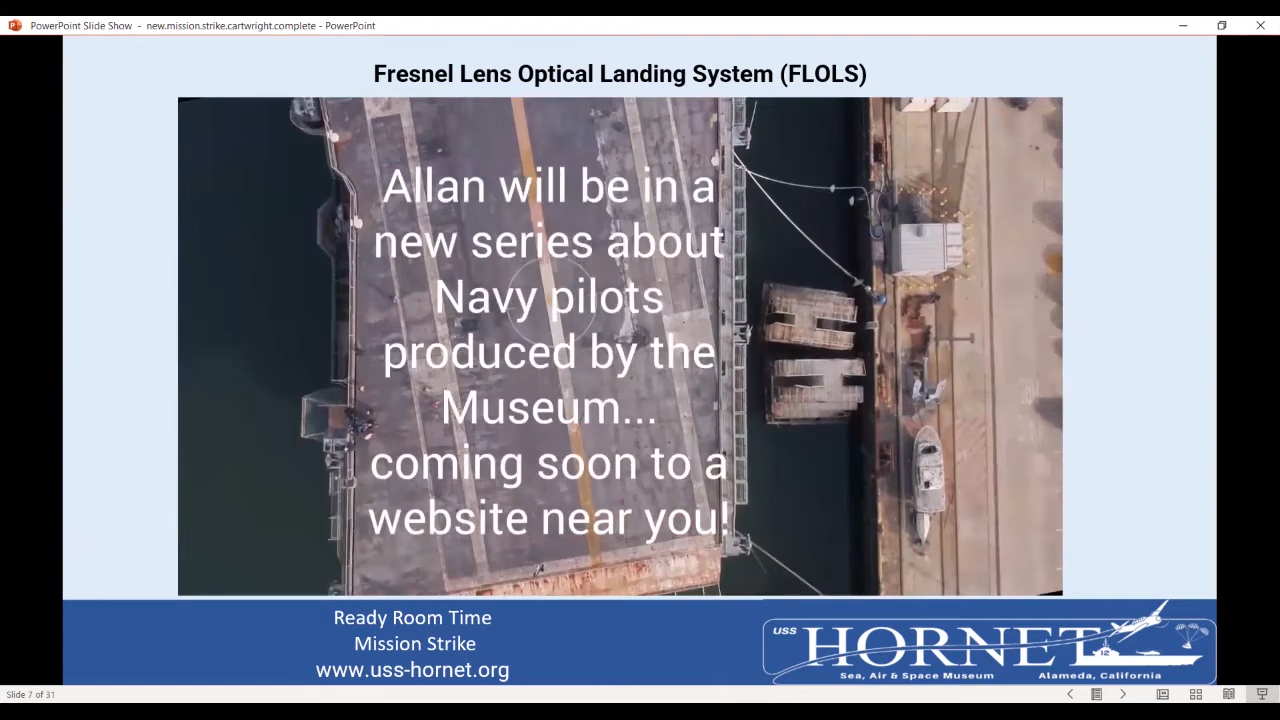 PowerPoint Slide Show - new.mission.strike.cartwright.complete - PowerPoint
Fresnel Lens Optical Landing System (FLOLS)
Allan will be in a
new series about
Navy pilots
produced by the
Museum...
coming soon to a
website near you!
Ready Room Time
Mission Strike
www.uss-hornet.org
USS HORNET
Sea, Air & Space Museum Alameda, California
Slide 7 of 31